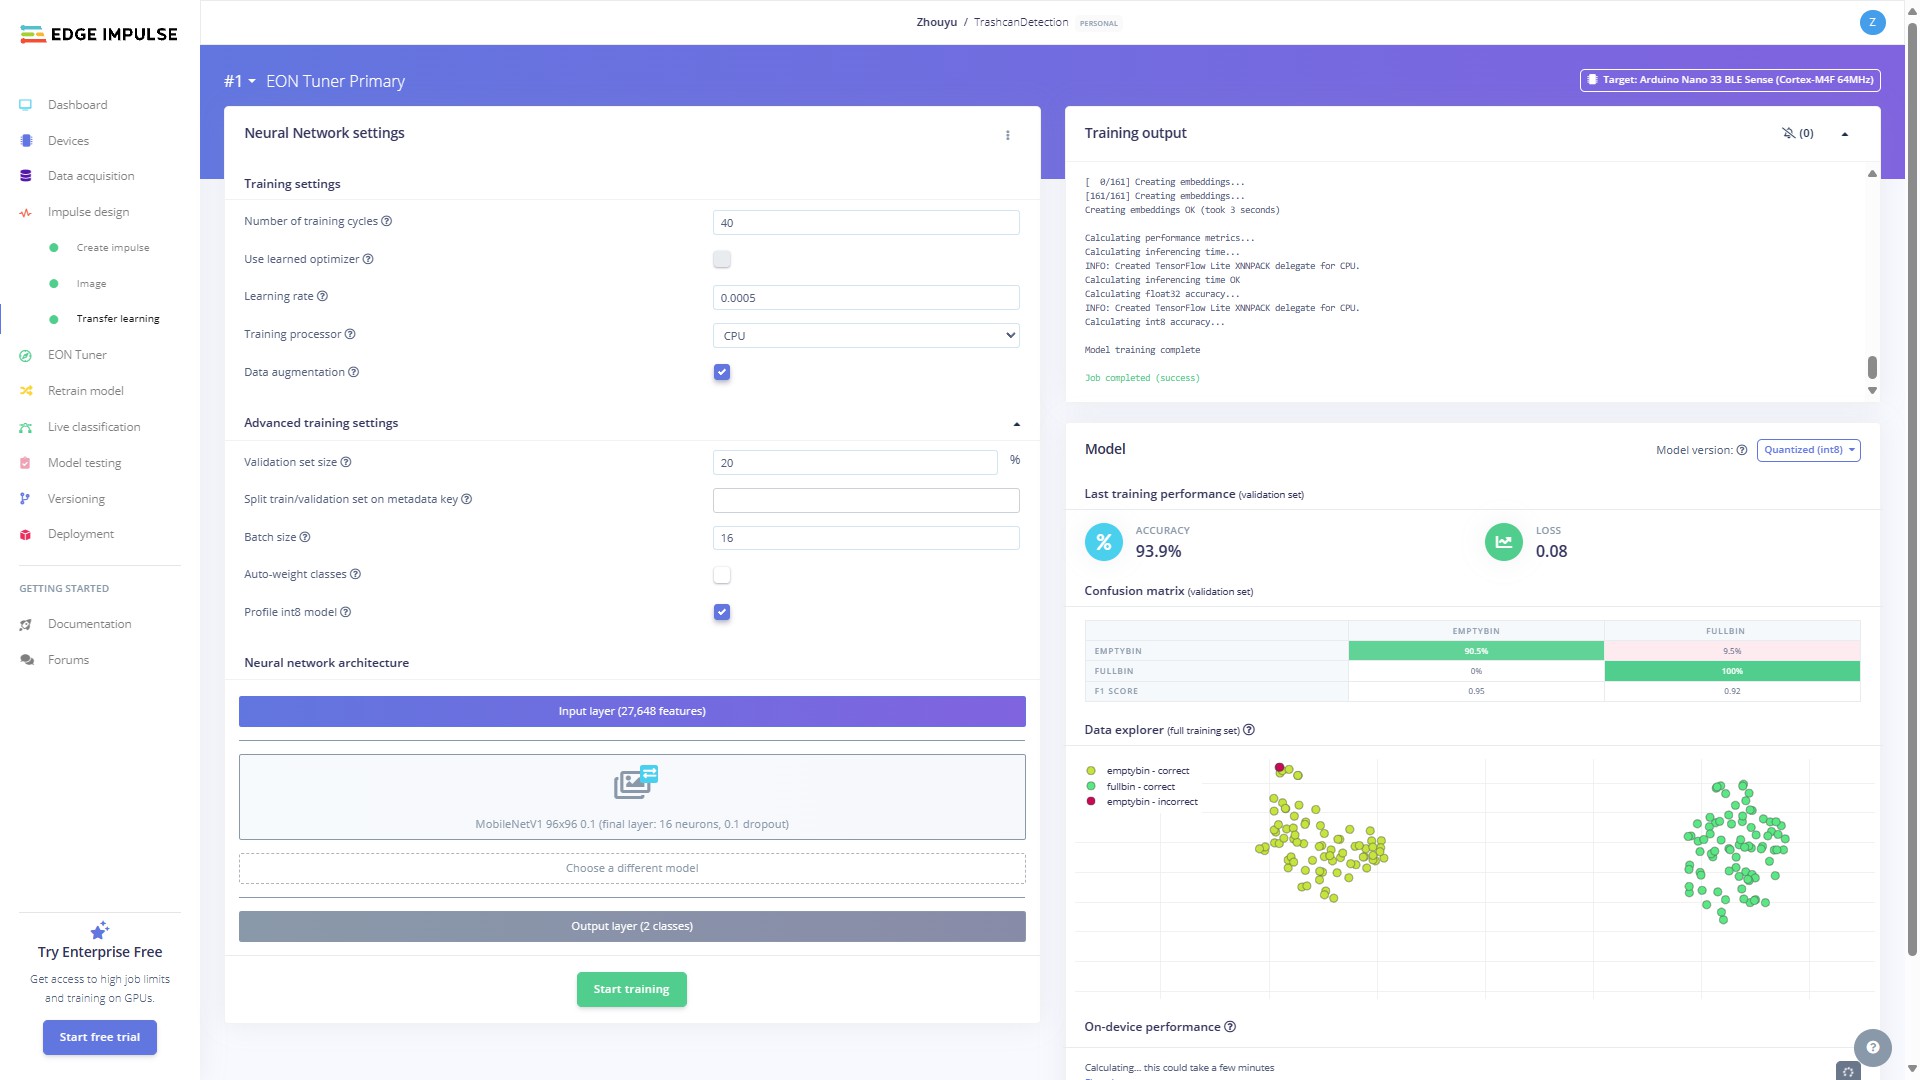 EDGE IMPULSE
Zhouyu / TrashcanDetection PERSONAL
Z
Dashboard
Devices
Data acquisition
Impulse design
Create impulse
Image
Transfer learning
EON Tuner
Retrain model
Live classification
Model testing
Versioning
Deployment
GETTING STARTED
Documentation
Forums
Try Enterprise Free
Get access to high job limits
and training on GPUs.
Start free trial
#1 EON Tuner Primary
Target: Arduino Nano 33 BLE Sense (Cortex-M4F 64MHz)
Neural Network settings
Training settings
Number of training cycles ? 40
Use learned optimizer ?
Learning rate ? 0.0005
Training processor ? CPU
Data augmentation ?
Advanced training settings
Validation set size ? 20 %
Split train/validation set on metadata key ?
Batch size ? 16
Auto-weight classes ?
Profile int8 model ?
Neural network architecture
Input layer (27,648 features)
MobileNetV1 96x96 0.1 (final layer: 16 neurons, 0.1 dropout)
Choose a different model
Output layer (2 classes)
Start training
Training output (0)
[  0/161] Creating embeddings...
[161/161] Creating embeddings...
Creating embeddings OK (took 3 seconds)
Calculating performance metrics...
Calculating inferencing time...
INFO: Created TensorFlow Lite XNNPACK delegate for CPU.
Calculating inferencing time OK
Calculating float32 accuracy...
INFO: Created TensorFlow Lite XNNPACK delegate for CPU.
Calculating int8 accuracy...
Model training complete
Job completed (success)
Model
Model version: ? Quantized (int8)
Last training performance (validation set)
% ACCURACY
93.9%
LOSS
0.08
Confusion matrix (validation set)
EMPTYBIN FULLBIN
EMPTYBIN 90.5% 9.5%
FULLBIN 0% 100%
F1 SCORE 0.95 0.92
Data explorer (full training set) ?
emptybin - correct
fullbin - correct
emptybin - incorrect
On-device performance ?
Calculating... this could take a few minutes
?